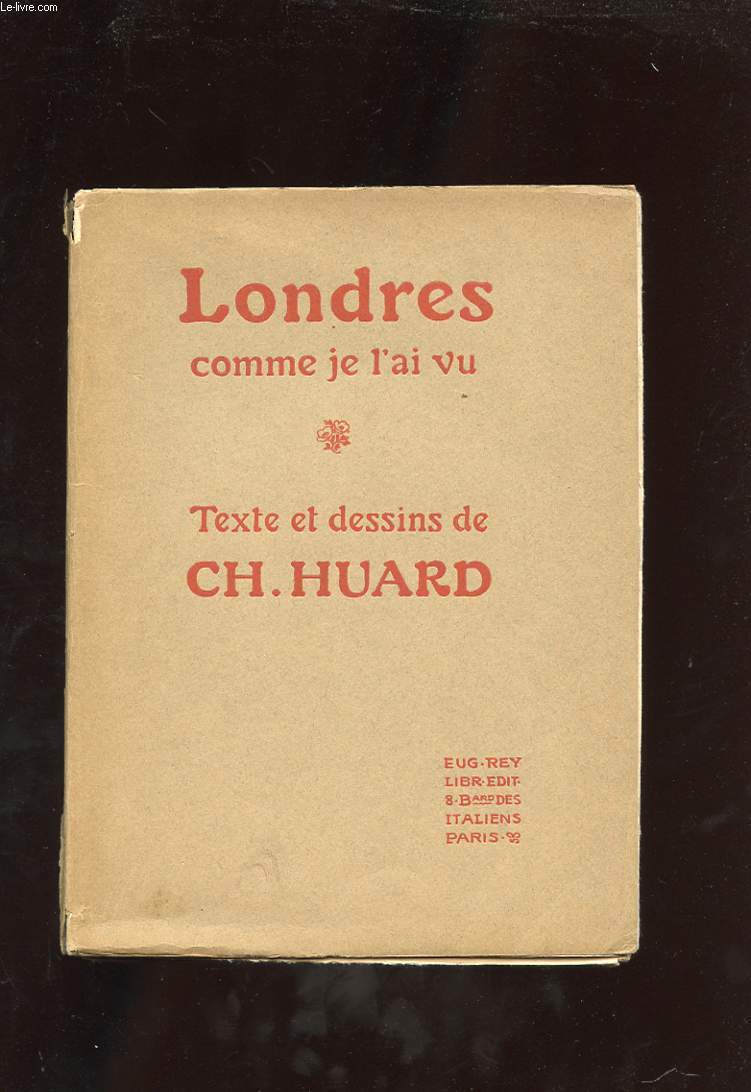 Le-livre.com
Londres
comme je l'ai vu
Texte et dessins de
CH. HUARD
EUG·REY
LIBR·EDIT·
8·BARD DES
ITALIENS
PARIS·